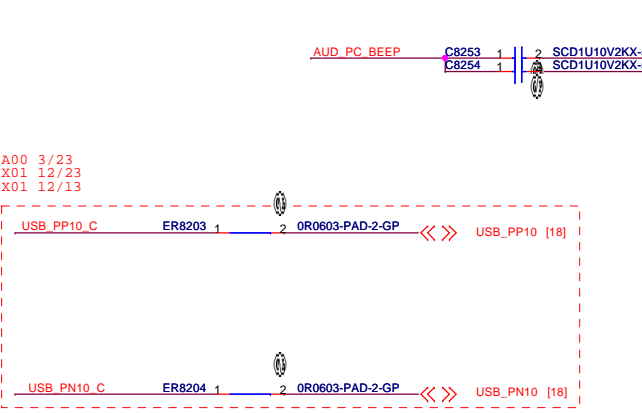 AUD_PC_BEEP C8253 1 2 SCD1U10V2KX-
C8254 1 SCD1U10V2KX-
A00 3/23
X01 12/23
X01 12/13
USB_PP10_C ER8203 1 2 0R0603-PAD-2-GP USB_PP10 [18]
USB_PN10_C ER8204 1 2 0R0603-PAD-2-GP USB_PN10 [18]